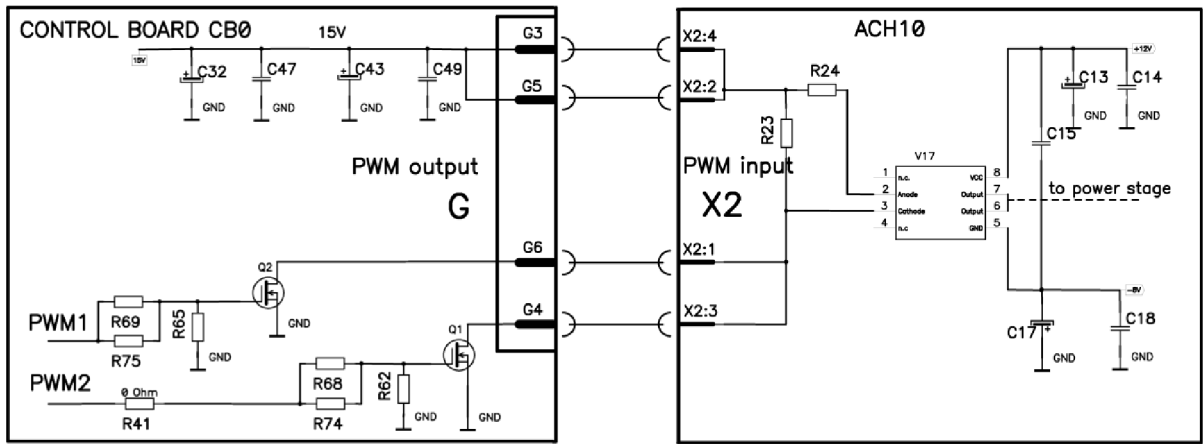 CONTROL BOARD CB0
15V
15V
C32
C47
C43
C49
GND
GND
GND
GND
G3
G5
PWM output
G
G6
G4
Q2
Q1
PWM1
R69
R75
R65
GND
GND
PWM2
0 Ohm
R41
R68
R74
R62
GND
GND
ACH10
X2:4
X2:2
R24
R23
PWM input
X2
X2:1
X2:3
V17
1 n.c. VCC 8
2 Anode Output 7
3 Cathode Output 6
4 n.c GND 5
to power stage
+12V
C13
C14
GND
GND
C15
-8V
C17
C18
GND
GND